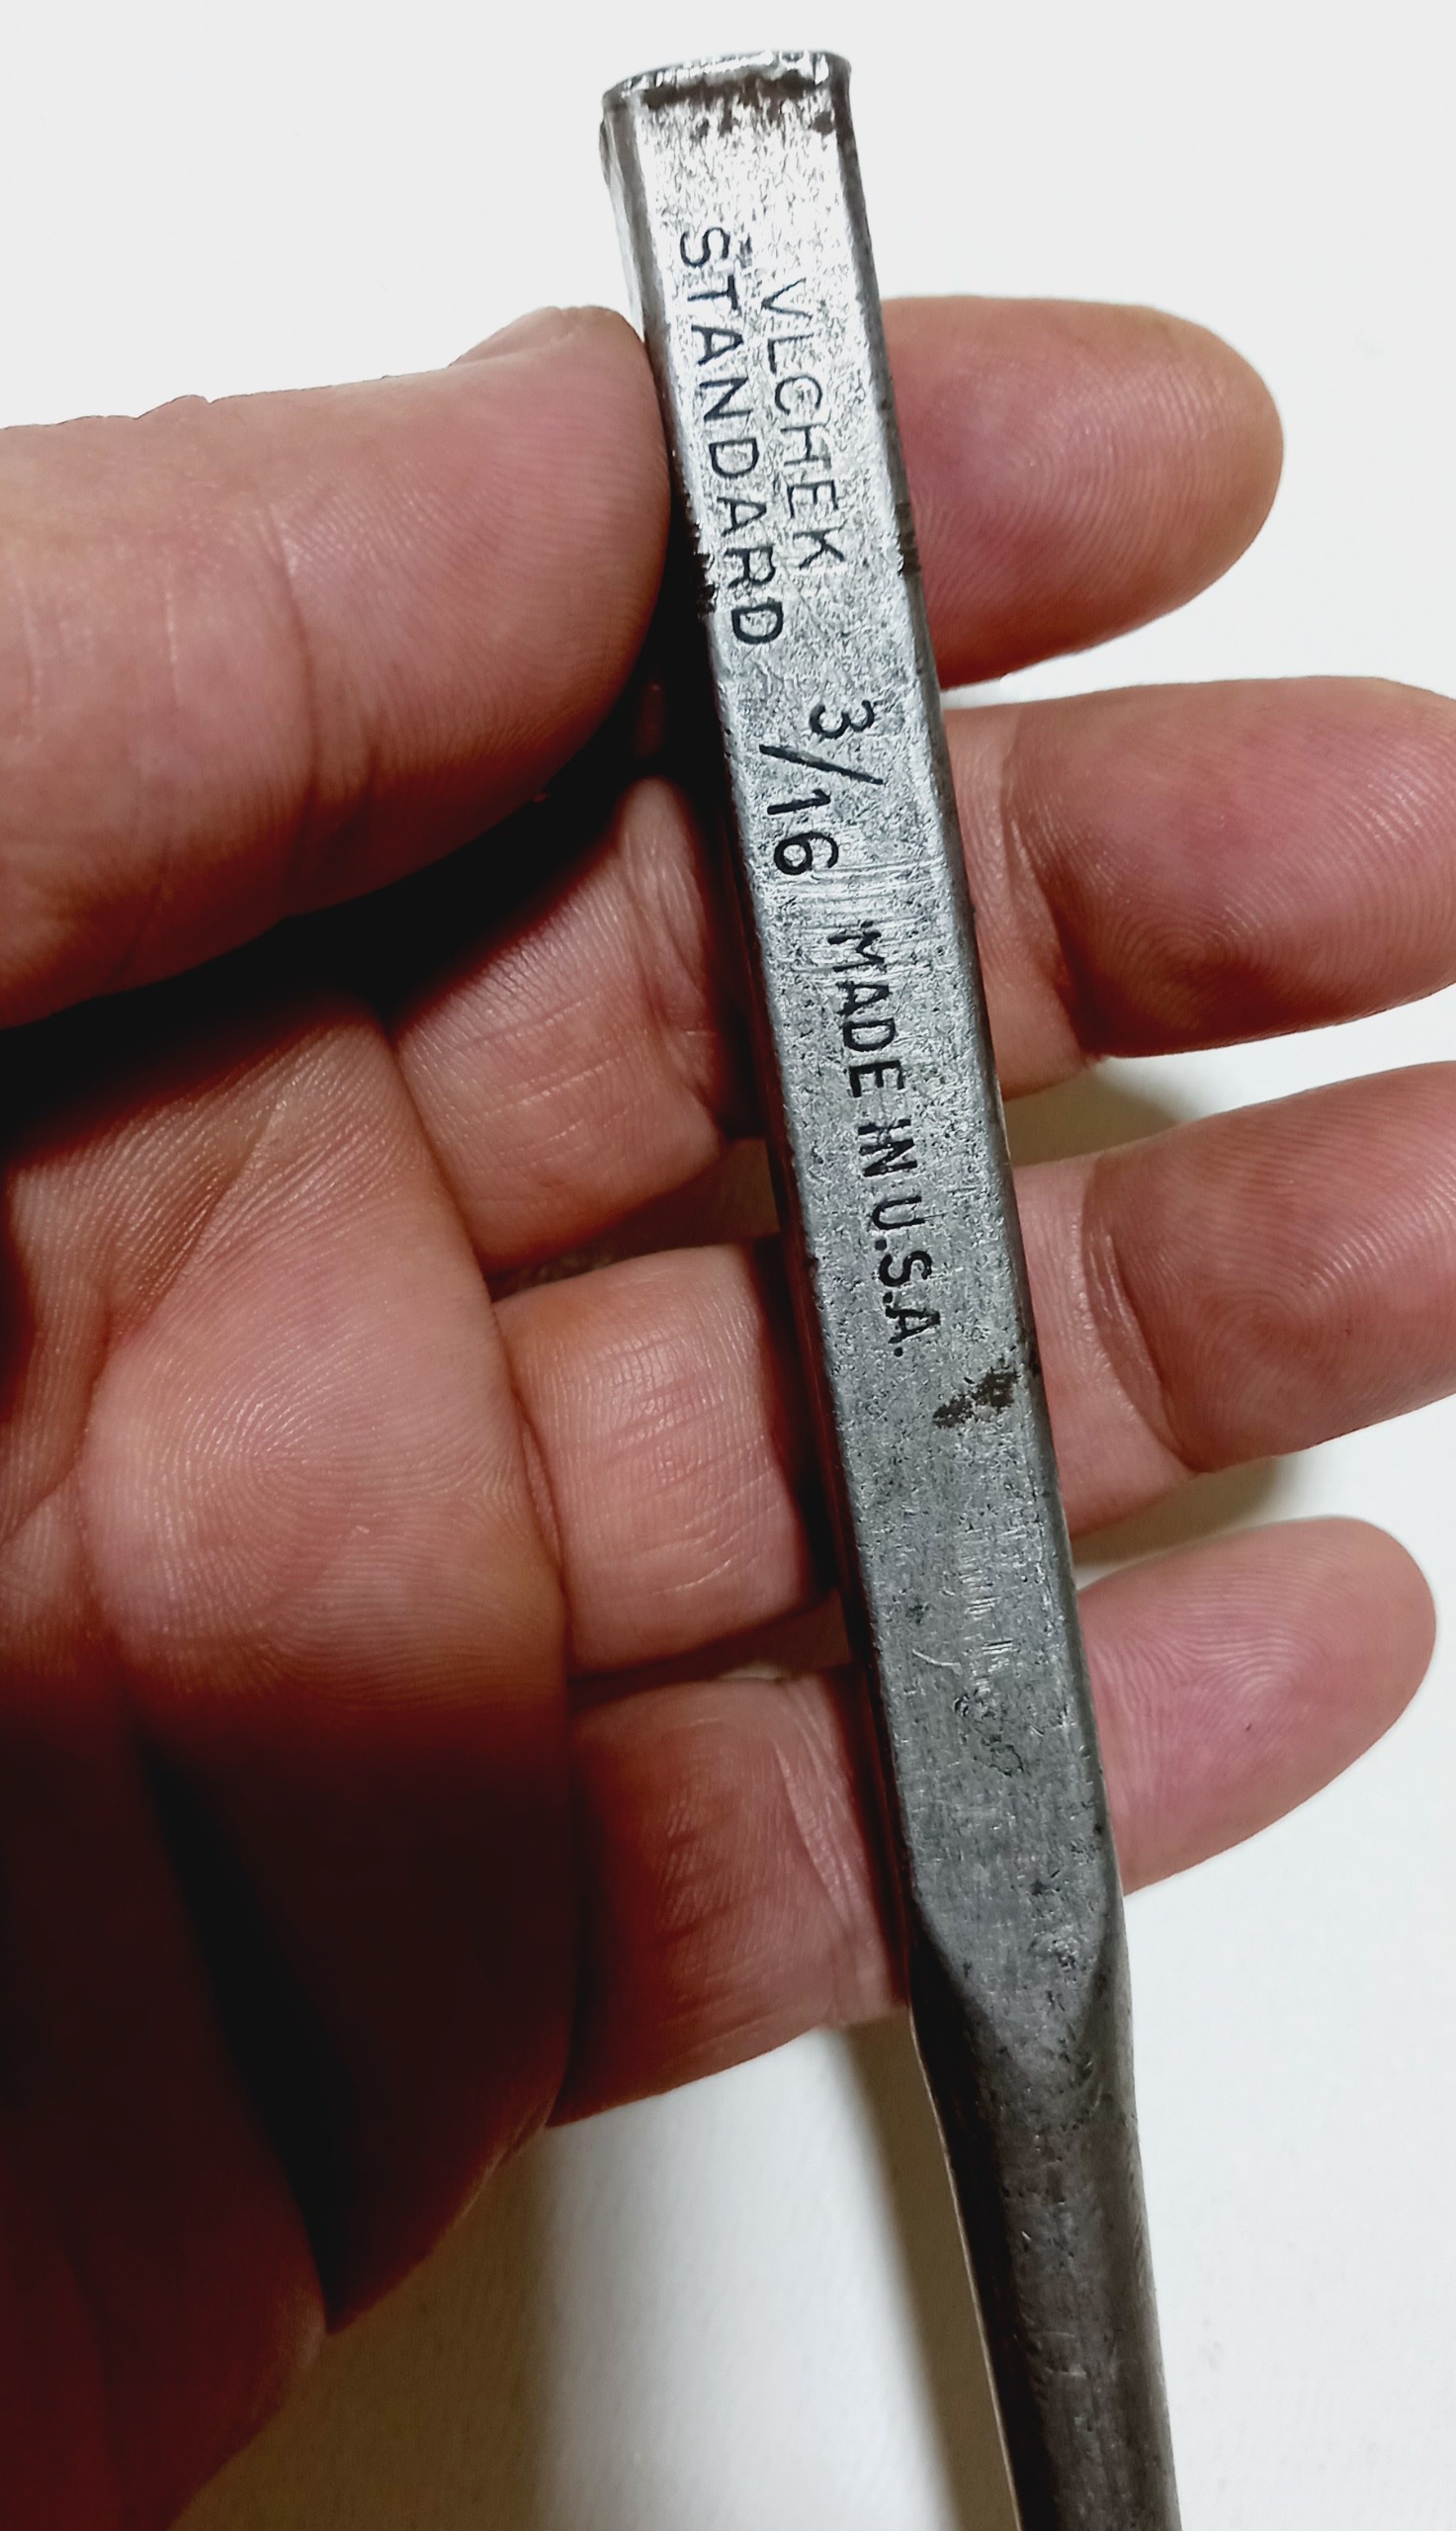 VLCHEK
STANDARD
3/16
MADE IN U.S.A.